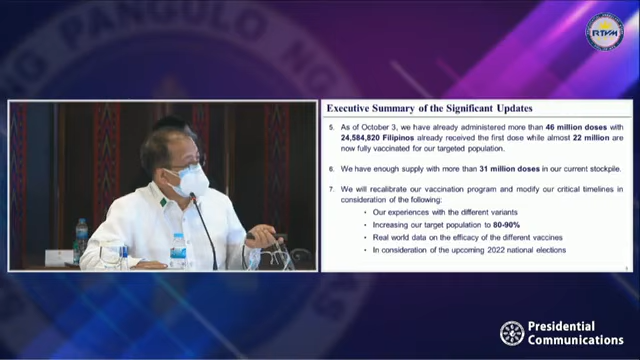 PANGULO NG
RTVM
Executive Summary of the Significant Updates
5. As of October 3, we have already administered more than 46 million doses with
24,584,820 Filipinos already received the first dose while almost 22 million are
now fully vaccinated for our targeted population.
6. We have enough supply with more than 31 million doses in our current stockpile.
7. We will recalibrate our vaccination program and modify our critical timelines in
consideration of the following:
• Our experiences with the different variants
• Increasing our target population to 80-90%
• Real world data on the efficacy of the different vaccines
• In consideration of the upcoming 2022 national elections
Presidential
Communications